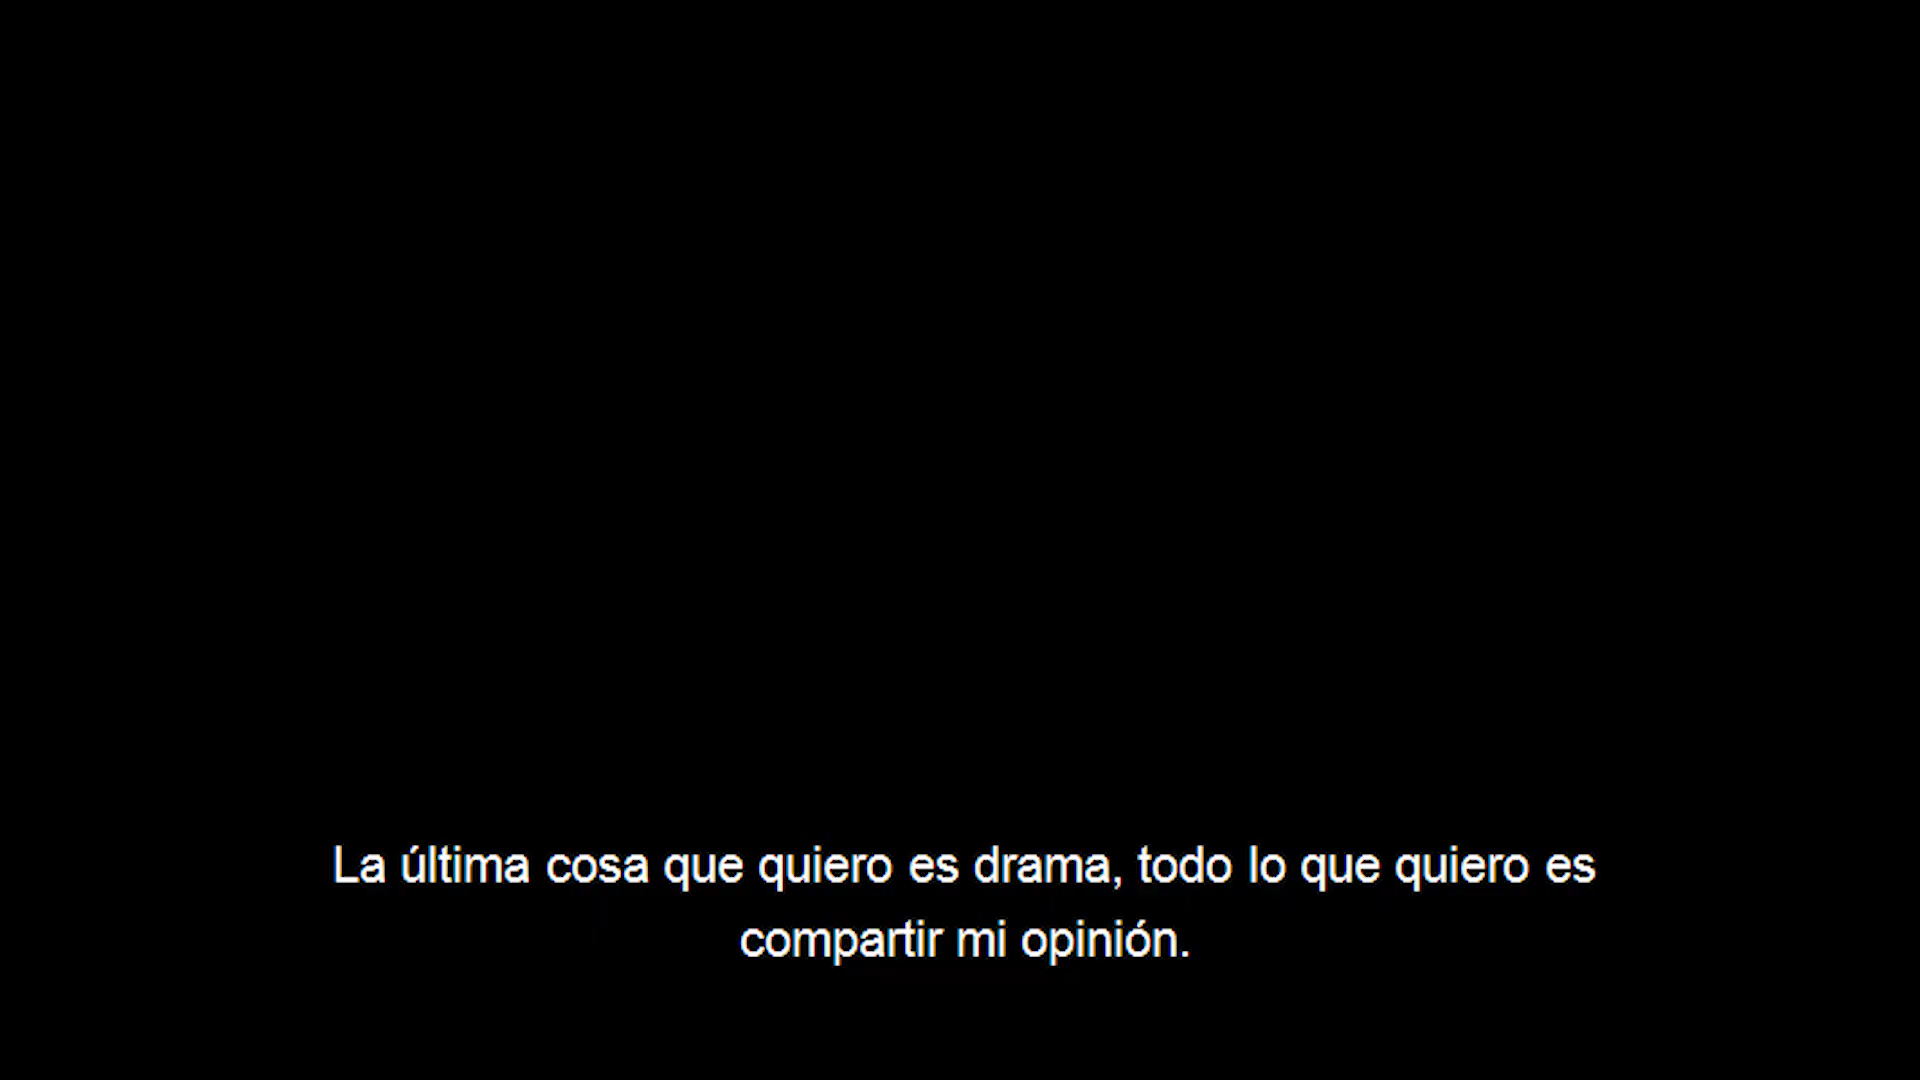 La última cosa que quiero es drama, todo lo que quiero es
compartir mi opinión.